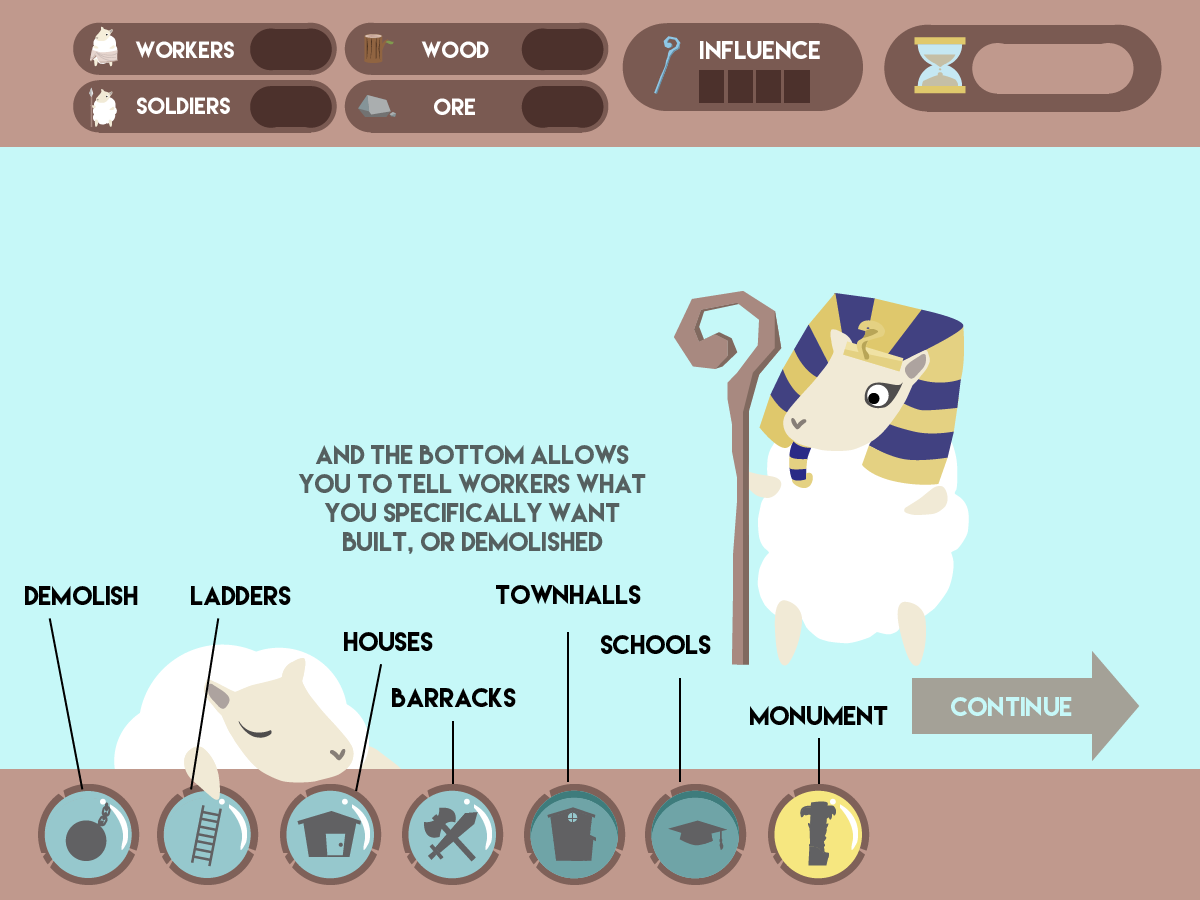 WORKERS
WOOD
INFLUENCE
SOLDIERS
ORE
AND THE BOTTOM ALLOWS
YOU TO TELL WORKERS WHAT
YOU SPECIFICALLY WANT
BUILT, OR DEMOLISHED
DEMOLISH
LADDERS
TOWNHALLS
HOUSES
SCHOOLS
BARRACKS
MONUMENT
CONTINUE